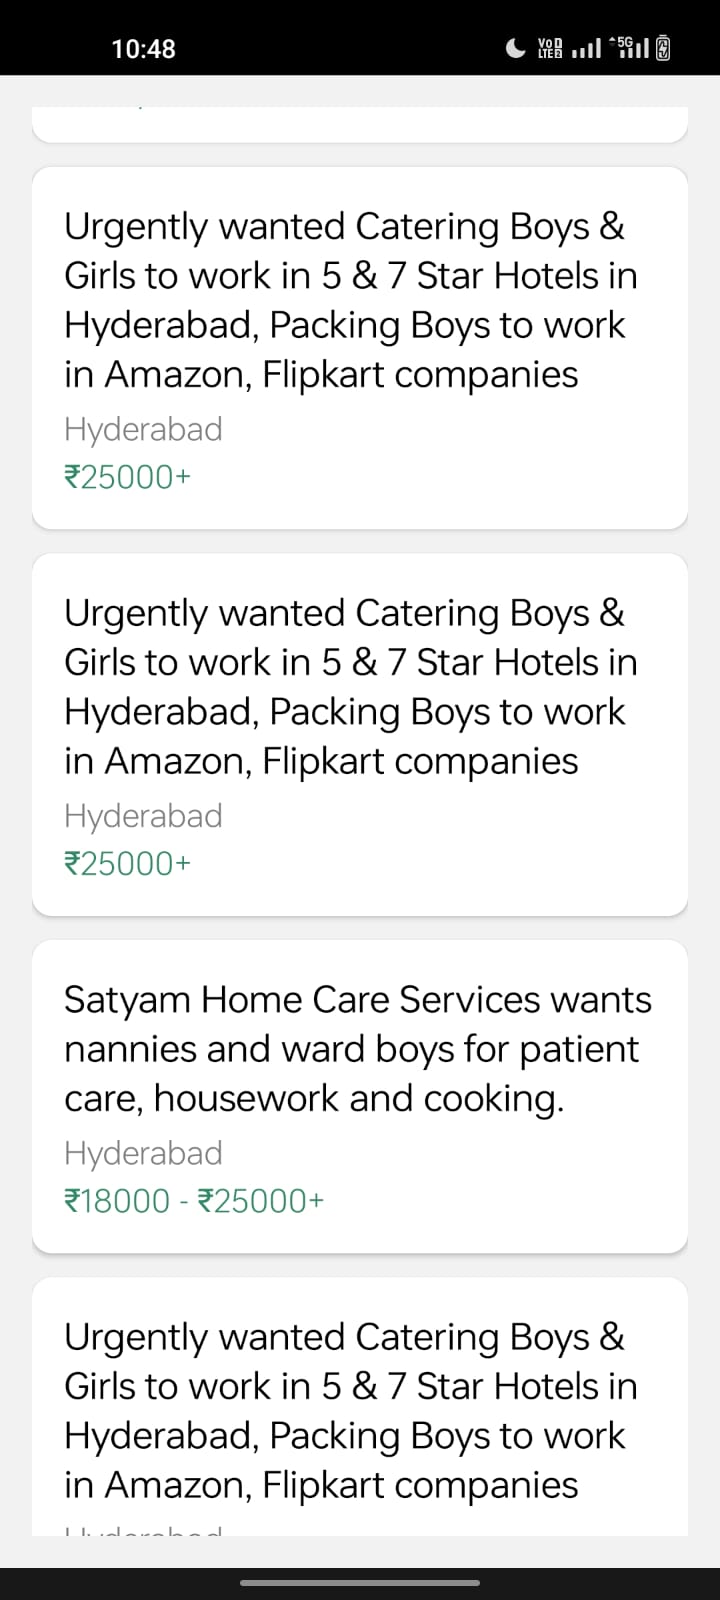 10:48
VoD
LTE2
5G
Urgently wanted Catering Boys &
Girls to work in 5 & 7 Star Hotels in
Hyderabad, Packing Boys to work
in Amazon, Flipkart companies
Hyderabad
₹25000+
Urgently wanted Catering Boys &
Girls to work in 5 & 7 Star Hotels in
Hyderabad, Packing Boys to work
in Amazon, Flipkart companies
Hyderabad
₹25000+
Satyam Home Care Services wants
nannies and ward boys for patient
care, housework and cooking.
Hyderabad
₹18000 - ₹25000+
Urgently wanted Catering Boys &
Girls to work in 5 & 7 Star Hotels in
Hyderabad, Packing Boys to work
in Amazon, Flipkart companies